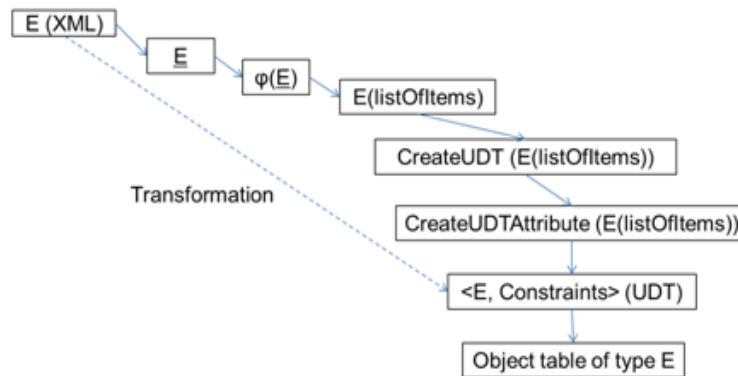 E (XML)
E
φ(E)
E(listOfItems)
CreateUDT (E(listOfItems))
Transformation
CreateUDTAttribute (E(listOfItems))
<E, Constraints> (UDT)
Object table of type E